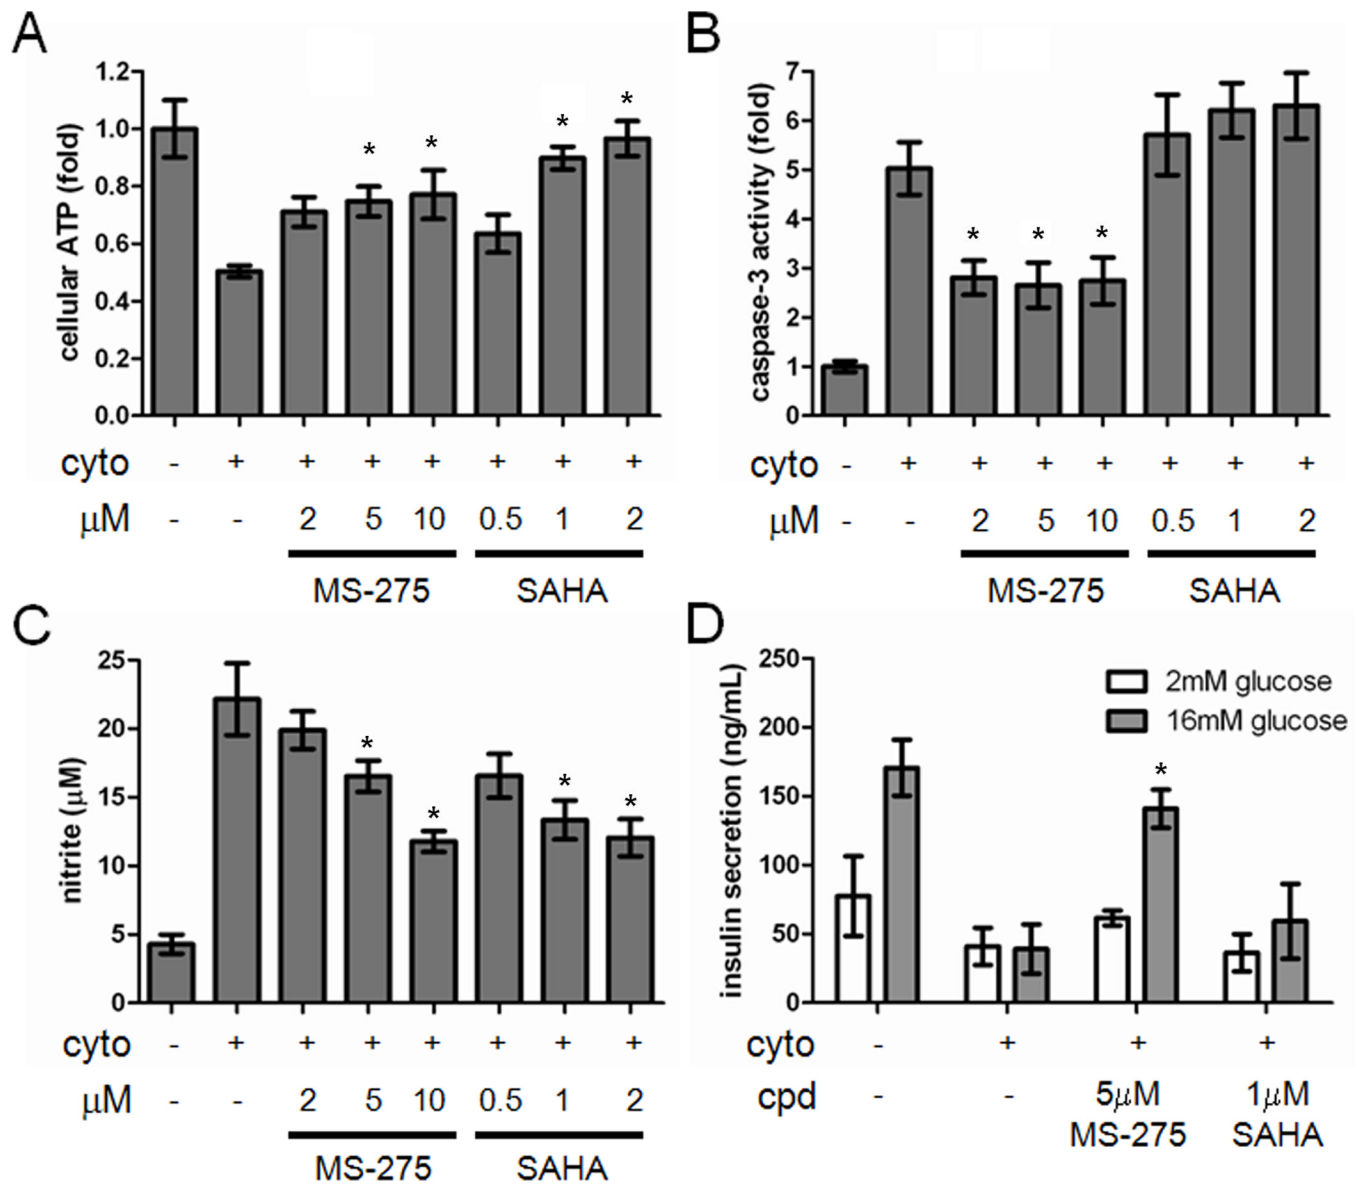 A
cellular ATP (fold)
1.2
1.0
0.8
0.6
0.4
0.2
0.0
* * * *
cyto - + + + + + + +
μM - - 2 5 10 0.5 1 2
MS-275 SAHA
B
caspase-3 activity (fold)
7
6
5
4
3
2
1
0
* * *
cyto - + + + + + + +
μM - - 2 5 10 0.5 1 2
MS-275 SAHA
C
nitrite (μM)
25
20
15
10
5
0
* * * *
cyto - + + + + + + +
μM - - 2 5 10 0.5 1 2
MS-275 SAHA
D
insulin secretion (ng/mL)
250
200
150
100
50
0
2mM glucose
16mM glucose
*
cyto - + + +
cpd - - 5μM 1μM
MS-275 SAHA